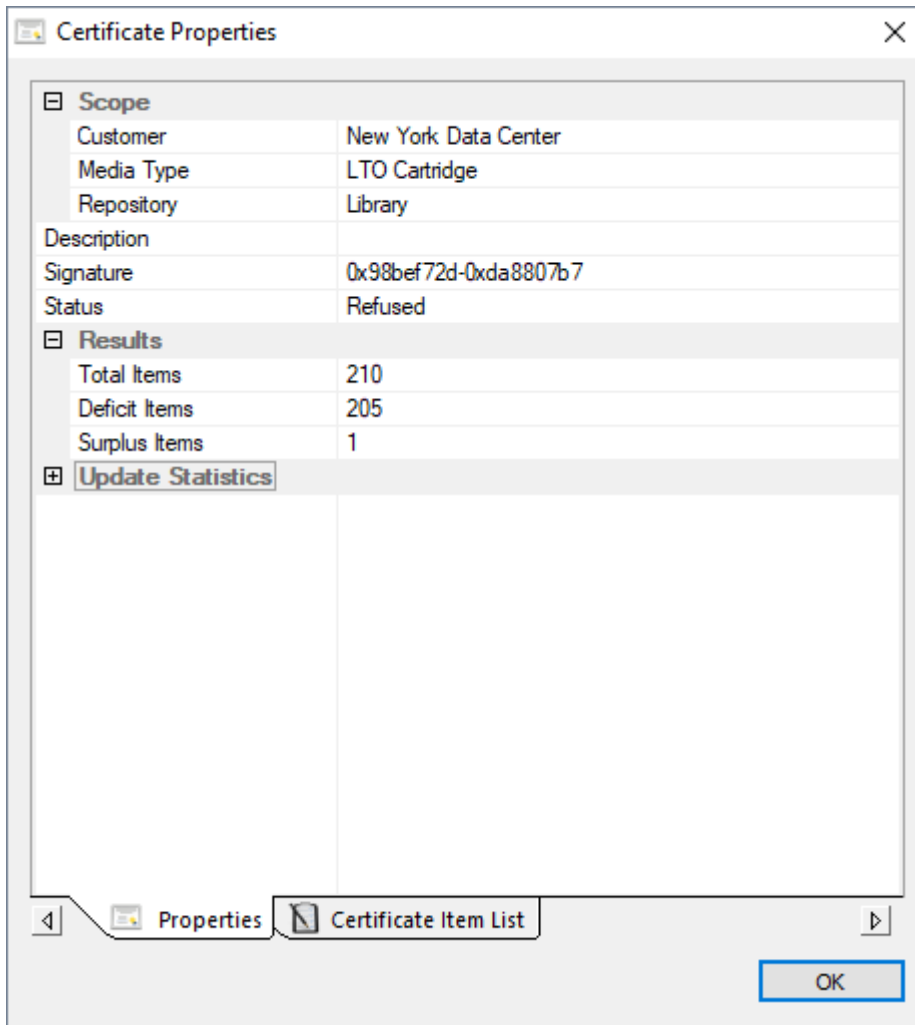 Certificate Properties
Scope
Customer New York Data Center
Media Type LTO Cartridge
Repository Library
Description
Signature 0x98bef72d-0xda8807b7
Status Refused
Results
Total Items 210
Deficit Items 205
Surplus Items 1
Update Statistics
Properties Certificate Item List
OK